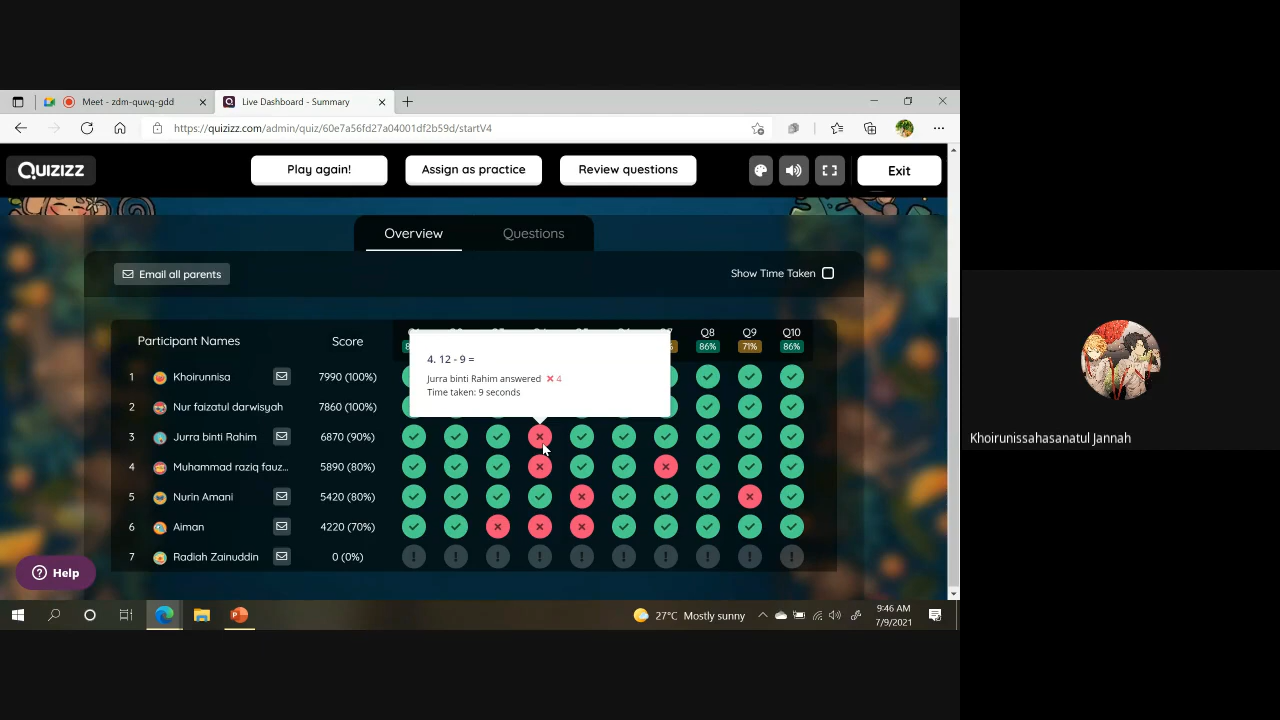 Meet - zdm-quwq-gdd
Live Dashboard - Summary
https://quizizz.com/admin/quiz/60e7a56fd27a04001df2b59d/startV4
Quizizz
Play again!
Assign as practice
Review questions
Exit
Overview
Questions
Email all parents
Show Time Taken
Participant Names Score Q8 Q9 Q10
86% 71% 86%
4. 12 - 9 =
Jurra binti Rahim answered × 4
Time taken: 9 seconds
1 Khoirunnisa 7990 (100%)
2 Nur faizatul darwisyah 7860 (100%)
3 Jurra binti Rahim 6870 (90%)
4 Muhammad raziq fauz... 5890 (80%)
5 Nurin Amani 5420 (80%)
6 Aiman 4220 (70%)
7 Radiah Zainuddin 0 (0%)
Help
27°C Mostly sunny
9:46 AM
7/9/2021
Khoirunissahasanatul Jannah